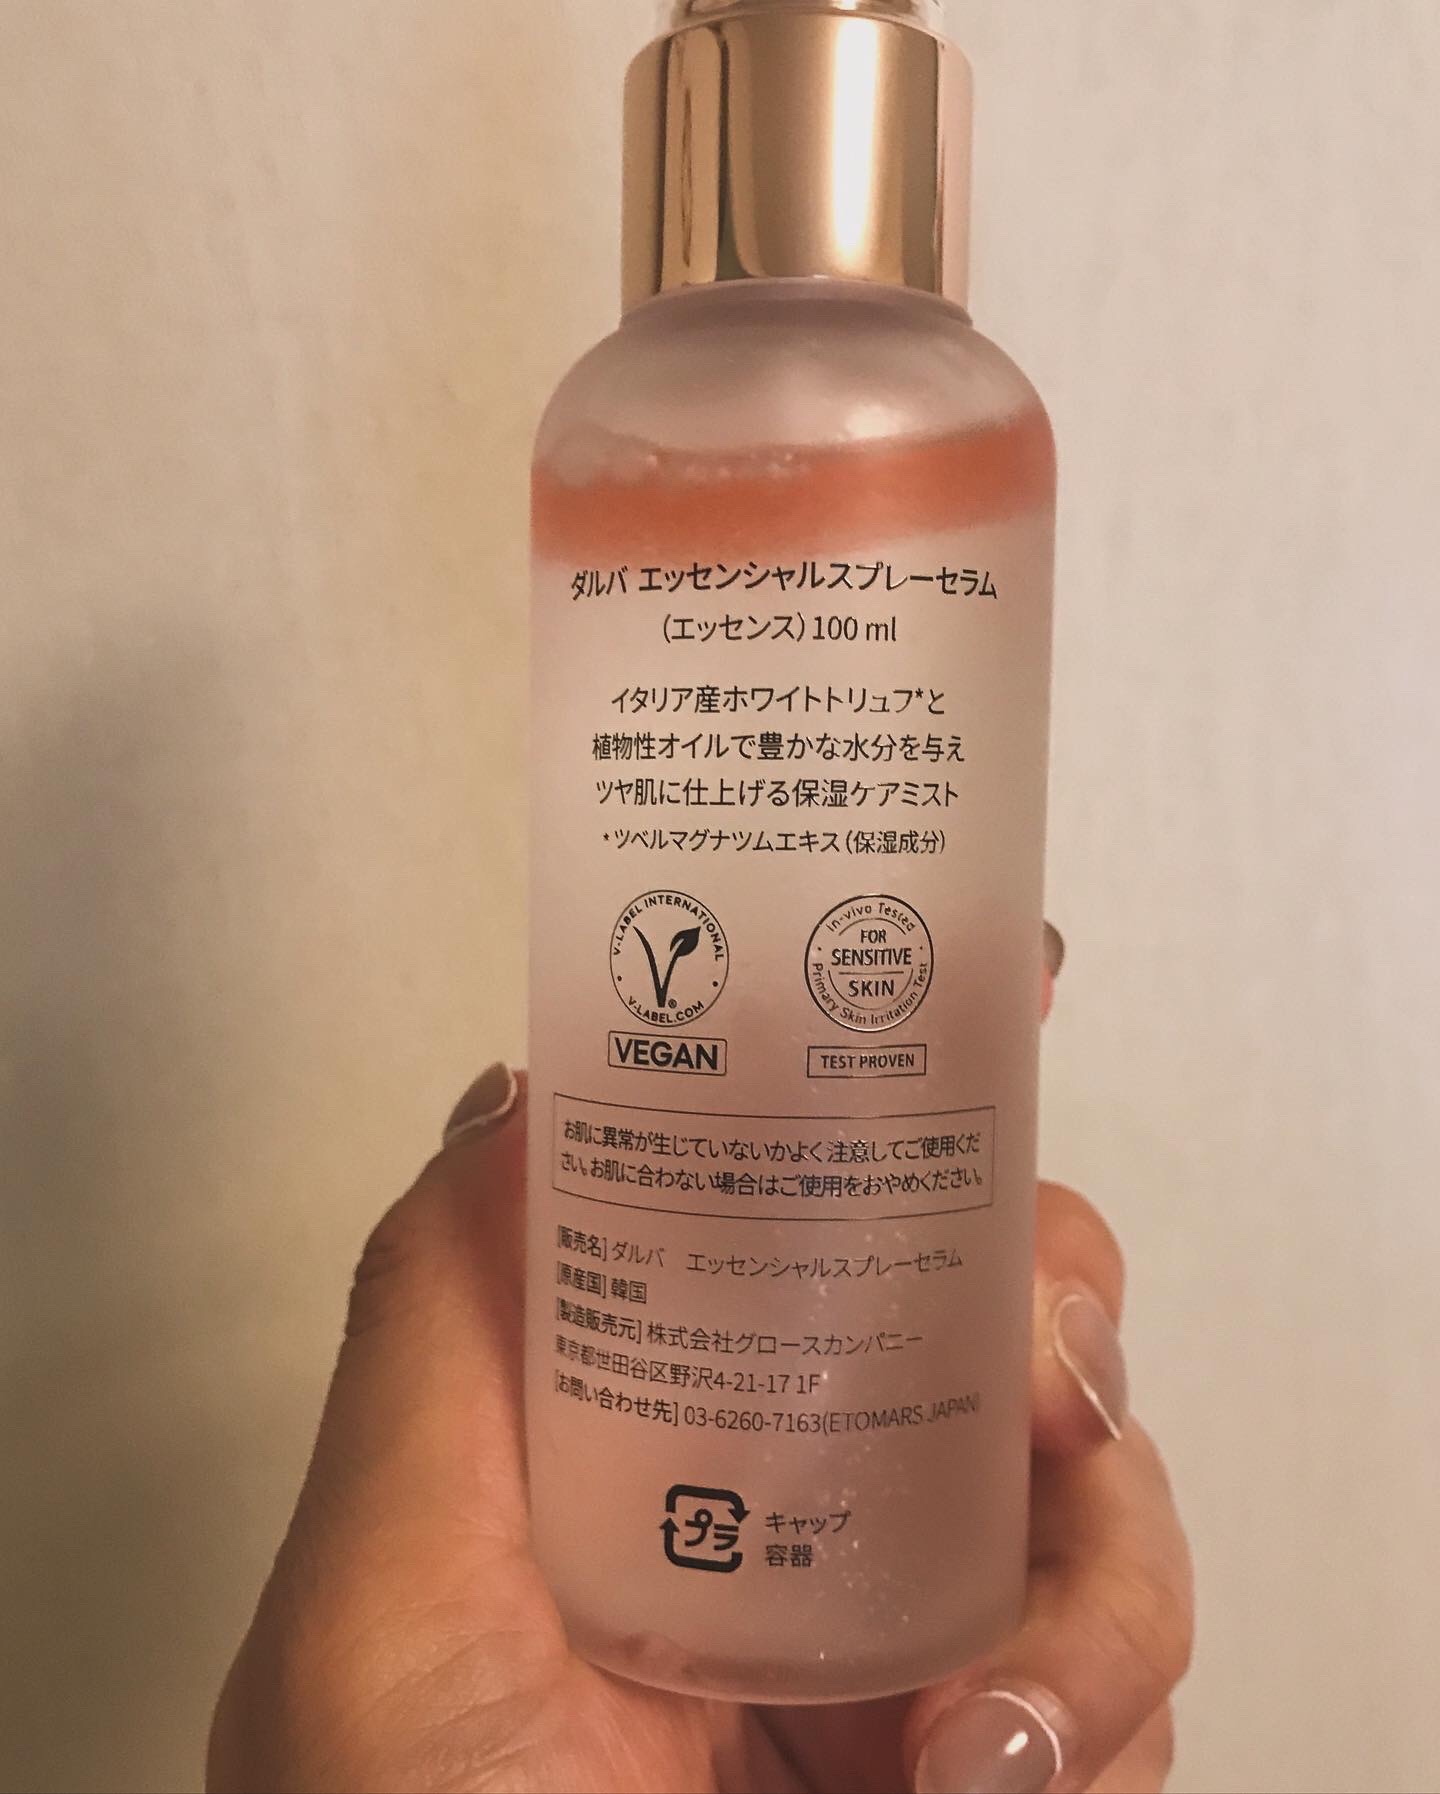 ダルバ エッセンシャルスプレーセラム
（エッセンス）100 ml
イタリア産ホワイトトリュフ*と
植物性オイルで豊かな水分を与え
ツヤ肌に仕上げる保湿ケアミスト
*ツベルマグナツムエキス（保湿成分）
V-LABEL INTERNATIONAL
V-LABEL.COM
®
VEGAN
In-vivo Tested
FOR
SENSITIVE
SKIN
Primary Skin Irritation Test
TEST PROVEN
お肌に異常が生じていないかよく注意してご使用くだ
さい。お肌に合わない場合はご使用をおやめください。
[販売名] ダルバ　エッセンシャルスプレーセラム
[原産国] 韓国
[製造販売元] 株式会社グロースカンパニー
東京都世田谷区野沢4-21-17 1F
[お問い合わせ先] 03-6260-7163(ETOMARS JAPAN)
プラ
キャップ
容器